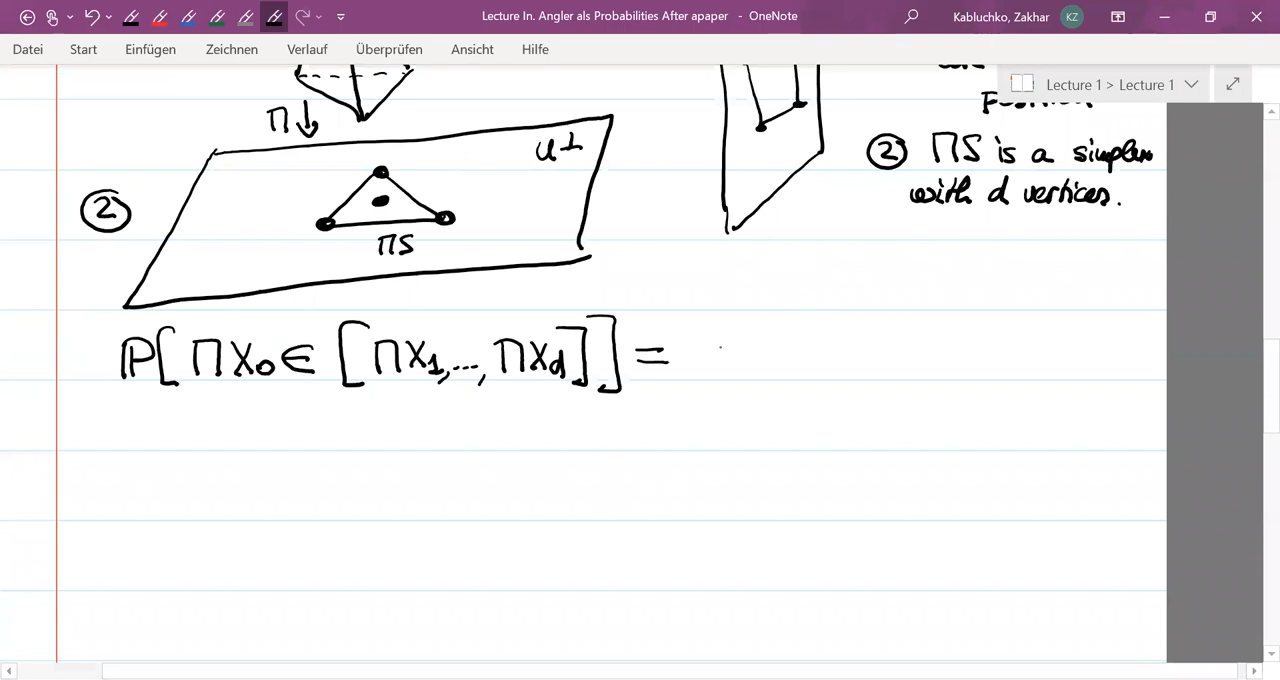 Lecture In. Angler als Probabilities After apaper - OneNote
Kabluchko, Zakhar KZ
Datei Start Einfügen Zeichnen Verlauf Überprüfen Ansicht Hilfe
Lecture 1 > Lecture 1
Π↓
u⊥
② ΠS is a simplex
with d vertices.
②
ΠS
P[ΠX₀ ∈ [ΠX₁,...,ΠX_d]] =